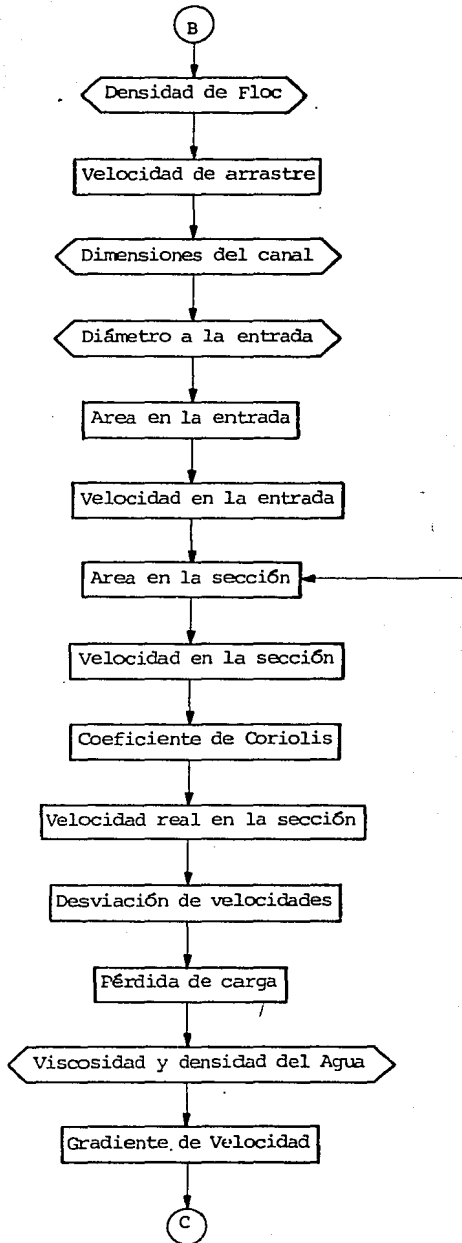 B
Densidad de Floc
Velocidad de arrastre
Dimensiones del canal
Diámetro a la entrada
Area en la entrada
Velocidad en la entrada
Area en la sección
Velocidad en la sección
Coeficiente de Coriolis
Velocidad real en la sección
Desviación de velocidades
Pérdida de carga
Viscosidad y densidad del Agua
Gradiente de Velocidad
C